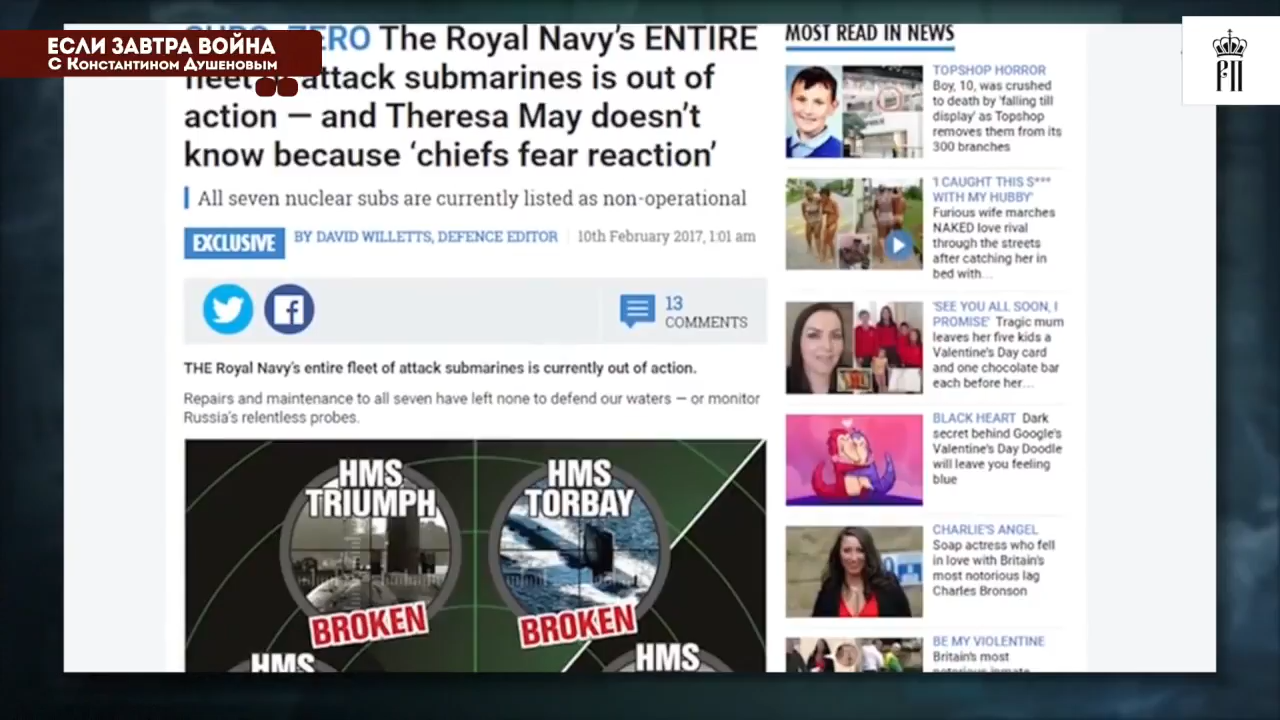 ЕСЛИ ЗАВТРА ВОЙНА
С КОНСТАНТИНОМ ДУШЕНОВЫМ
ZERO The Royal Navy's ENTIRE
attack submarines is out of
action — and Theresa May doesn't
know because 'chiefs fear reaction'
All seven nuclear subs are currently listed as non-operational
EXCLUSIVE
BY DAVID WILLETTS, DEFENCE EDITOR
10th February 2017, 1:01 am
13
COMMENTS
THE Royal Navy's entire fleet of attack submarines is currently out of action.
Repairs and maintenance to all seven have left none to defend our waters — or monitor
Russia's relentless probes.
HMS
TRIUMPH
BROKEN
HMS
TORBAY
BROKEN
HMS
HMS
MOST READ IN NEWS
TOPSHOP HORROR
Boy, 10, was crushed
to death by 'falling till
display' as Topshop
removes them from its
300 branches
'I CAUGHT THIS S***
WITH MY HUBBY'
Furious wife marches
NAKED love rival
through the streets
after catching her in
bed with...
'SEE YOU ALL SOON, I
PROMISE' Tragic mum
leaves her five kids a
Valentine's Day card
and one chocolate bar
each before her...
BLACK HEART Dark
secret behind Google's
Valentine's Day Doodle
will leave you feeling
blue
CHARLIE'S ANGEL
Soap actress who fell
in love with Britain's
most notorious lag
Charles Bronson
BE MY VIOLENTINE
Britain's most
notorious inmate